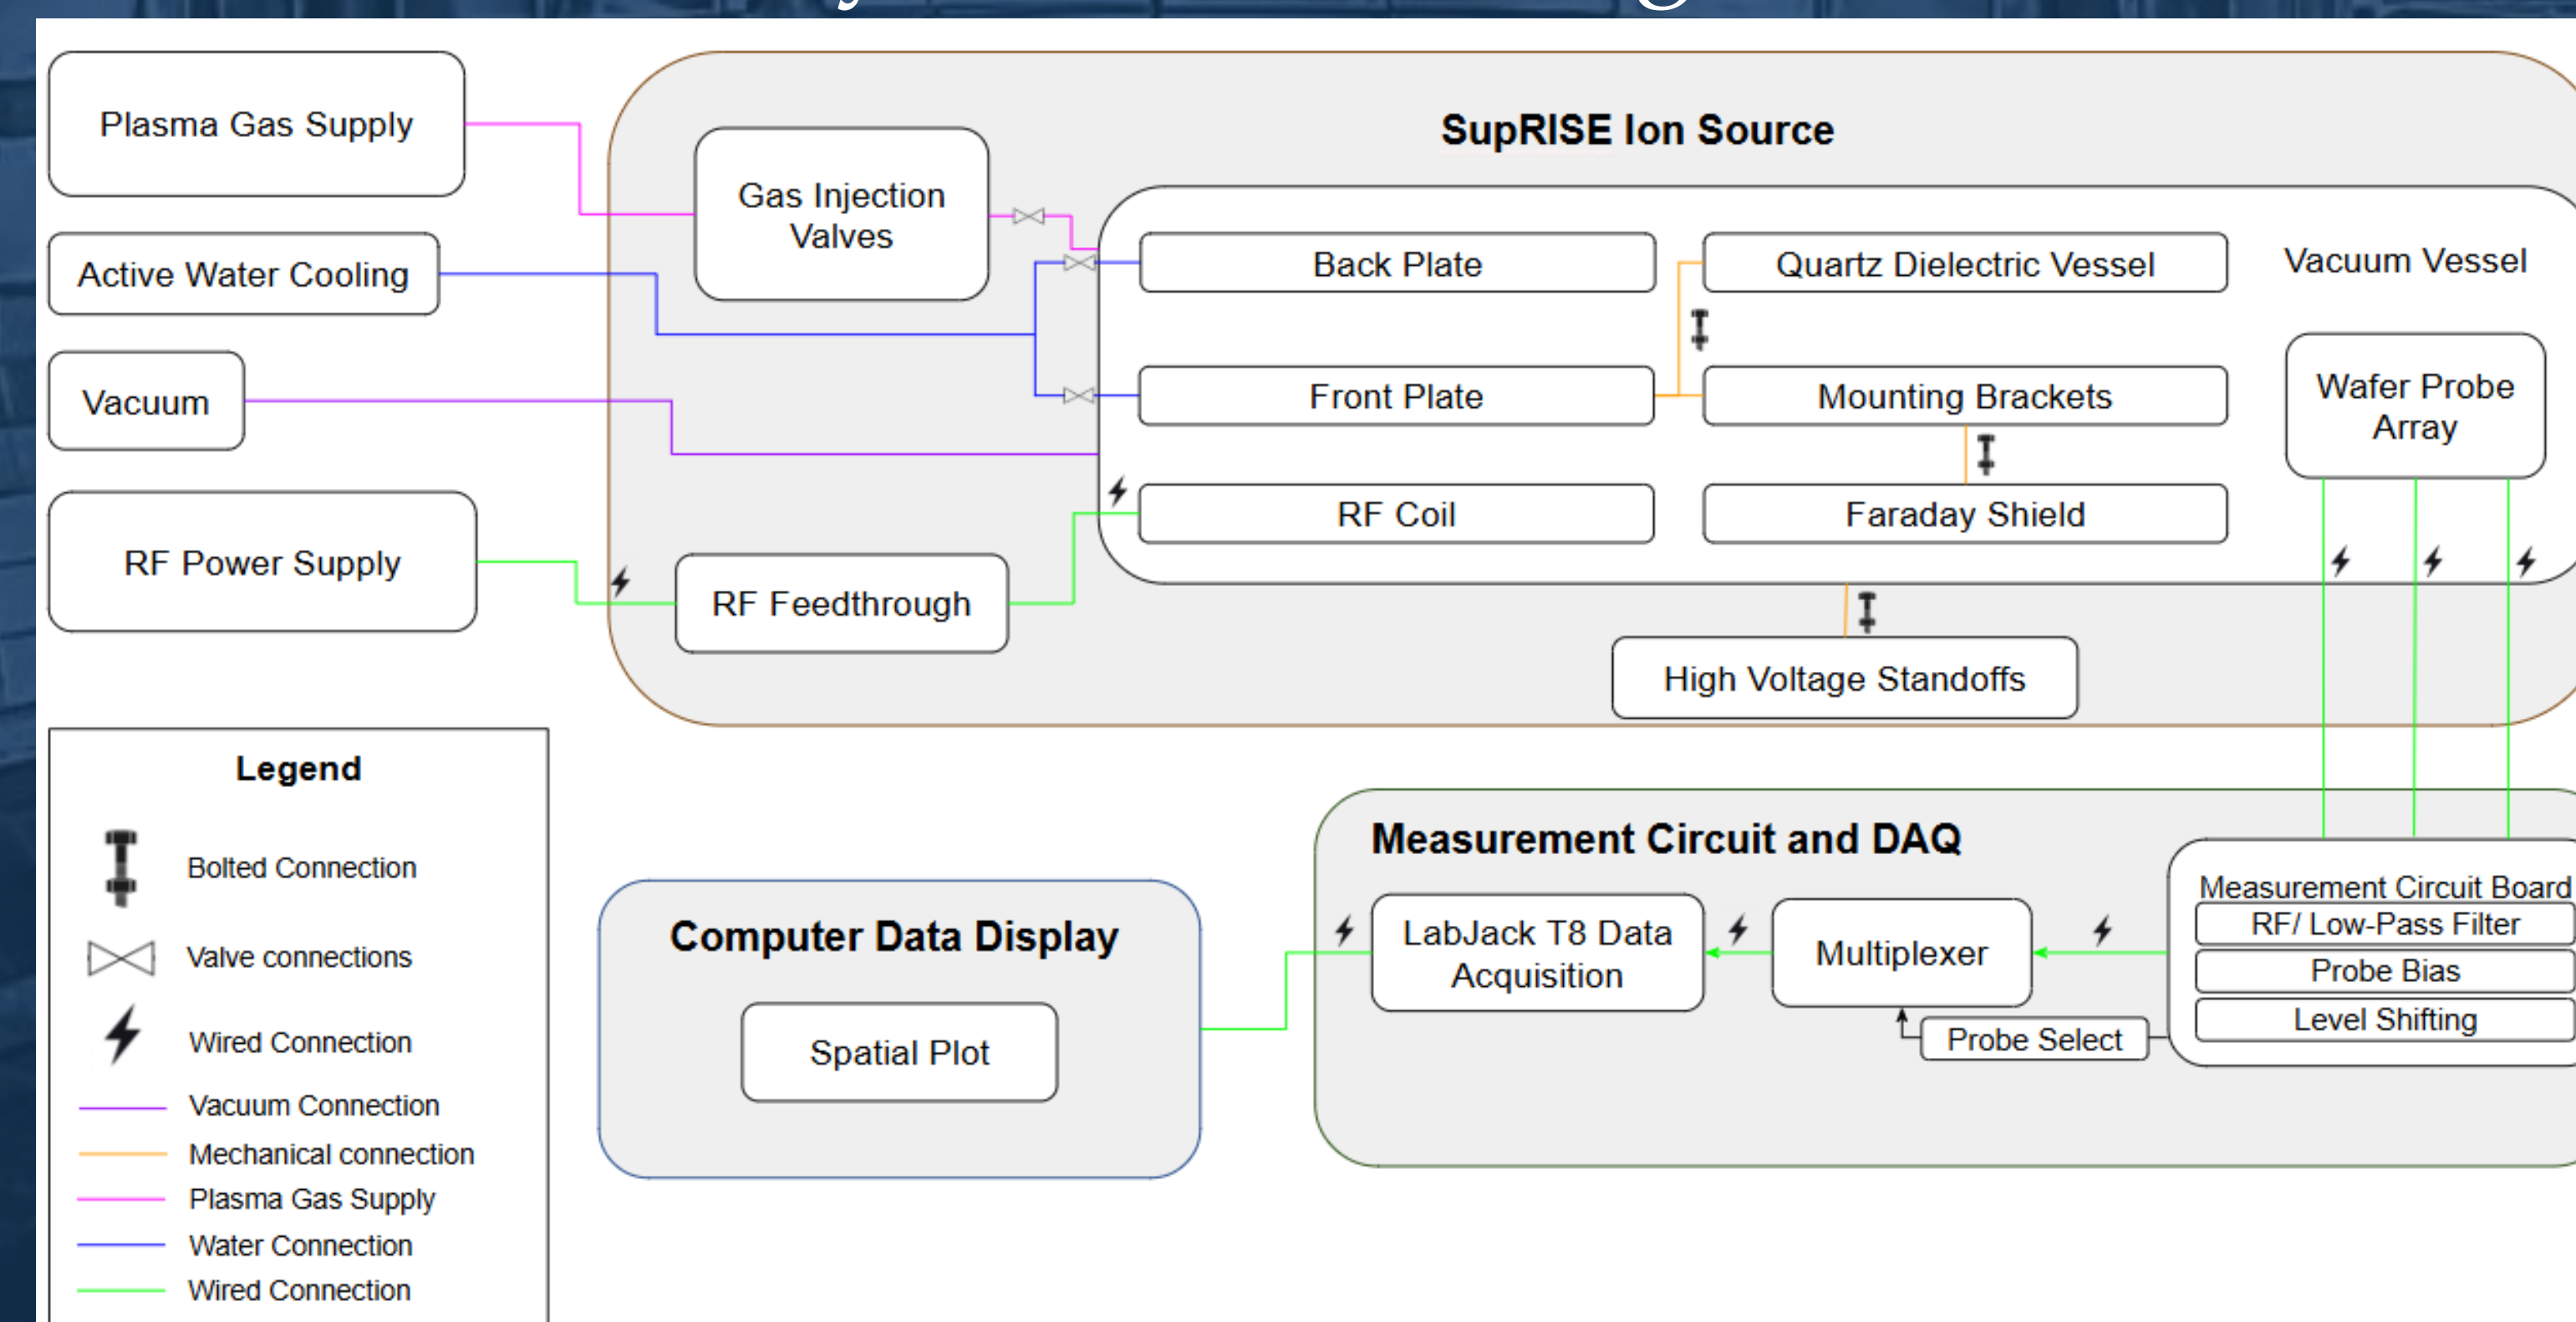 Plasma Gas Supply
Active Water Cooling
Vacuum
RF Power Supply
SupRISE Ion Source
Gas Injection
Valves
RF Feedthrough
Back Plate
Front Plate
RF Coil
Quartz Dielectric Vessel
Mounting Brackets
Faraday Shield
Vacuum Vessel
Wafer Probe
Array
High Voltage Standoffs
Legend
Bolted Connection
Valve connections
Wired Connection
Vacuum Connection
Mechanical connection
Plasma Gas Supply
Water Connection
Wired Connection
Computer Data Display
Spatial Plot
Measurement Circuit and DAQ
LabJack T8 Data
Acquisition
Multiplexer
Probe Select
Measurement Circuit Board
RF/ Low-Pass Filter
Probe Bias
Level Shifting